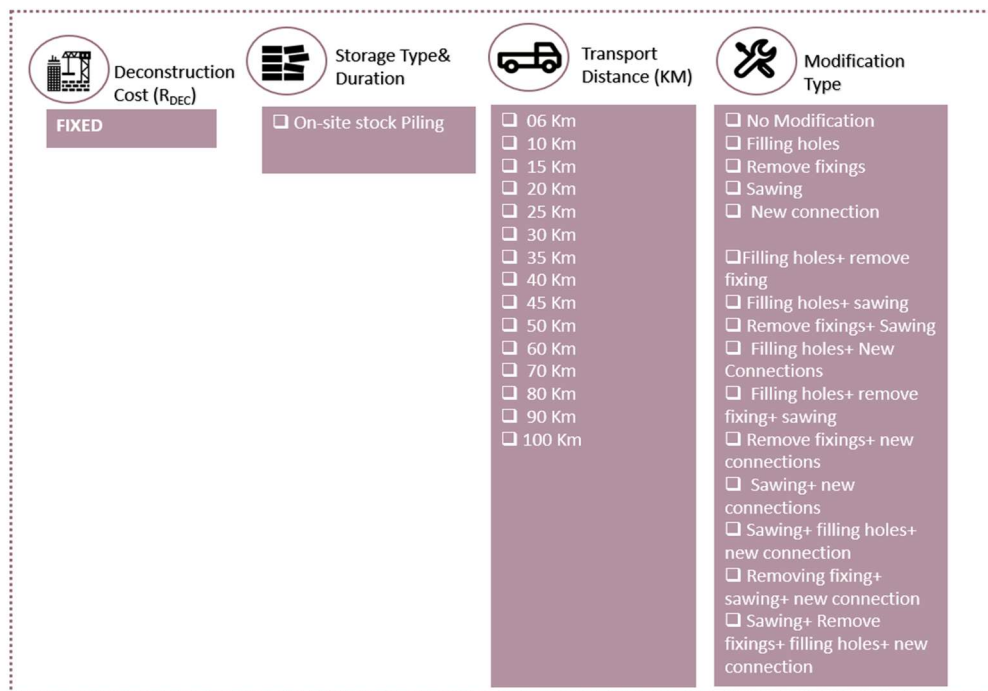 Deconstruction
Cost (RDEC)
FIXED
Storage Type&
Duration
❑ On-site stock Piling
Transport
Distance (KM)
❑ 06 Km
❑ 10 Km
❑ 15 Km
❑ 20 Km
❑ 25 Km
❑ 30 Km
❑ 35 Km
❑ 40 Km
❑ 45 Km
❑ 50 Km
❑ 60 Km
❑ 70 Km
❑ 80 Km
❑ 90 Km
❑ 100 Km
Modification
Type
❑ No Modification
❑ Filling holes
❑ Remove fixings
❑ Sawing
❑ New connection
❑Filling holes+ remove
fixing
❑ Filling holes+ sawing
❑ Remove fixings+ Sawing
❑ Filling holes+ New
Connections
❑ Filling holes+ remove
fixing+ sawing
❑ Remove fixings+ new
connections
❑ Sawing+ new
connections
❑ Sawing+ filling holes+
new connection
❑ Removing fixing+
sawing+ new connection
❑ Sawing+ Remove
fixings+ filling holes+ new
connection